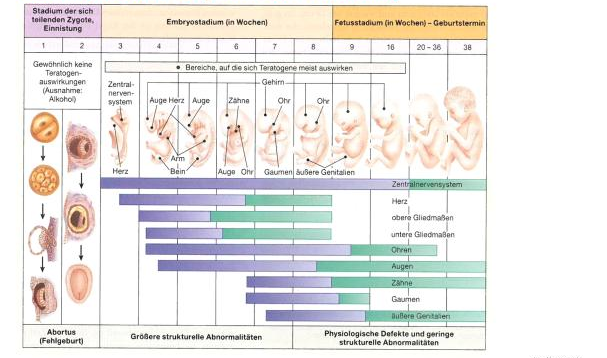 Stadium der sich
teilenden Zygote,
Einnistung
Embryostadium (in Wochen)
Fetusstadium (in Wochen) – Geburtstermin
1 2 3 4 5 6 7 8 9 16 20 – 36 38
Gewöhnlich keine
Teratogen-
auswirkungen
(Ausnahme:
Alkohol)
• Bereiche, auf die sich Teratogene meist auswirken
Gehirn
Zentral-
nerven-
system
Auge Herz
Auge
Zähne
Ohr
Ohr
Arm
Bein
Herz
Auge Ohr
Gaumen
äußere Genitalien
Zentralnervensystem
Herz
obere Gliedmaßen
untere Gliedmaßen
Ohren
Augen
Zähne
Gaumen
äußere Genitalien
Abortus
(Fehlgeburt)
Größere strukturelle Abnormalitäten
Physiologische Defekte und geringe
strukturelle Abnormalitäten